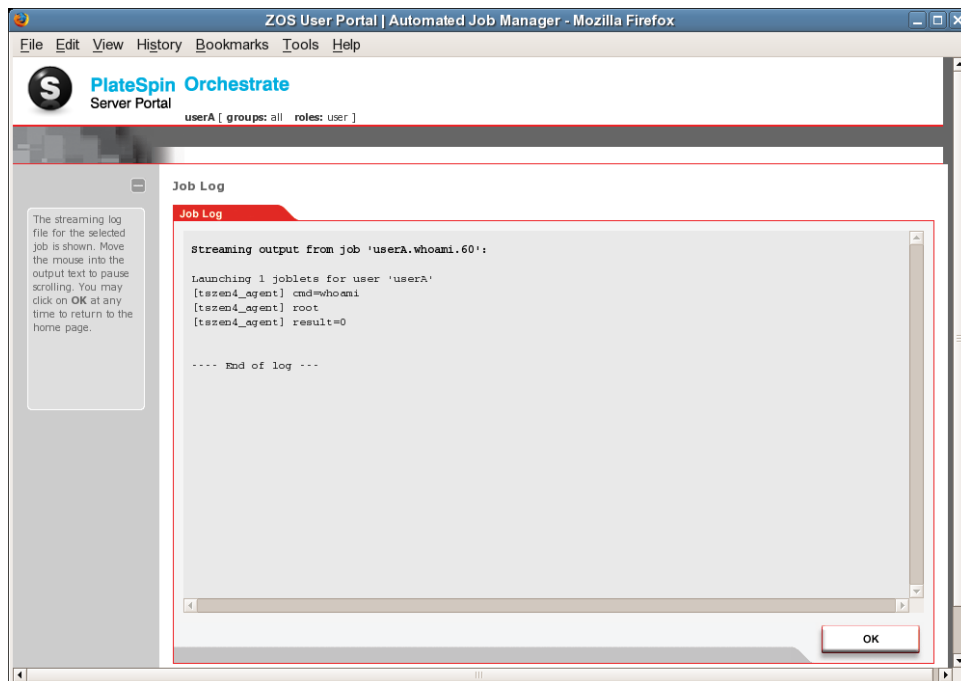 ZOS User Portal | Automated Job Manager - Mozilla Firefox
File Edit View History Bookmarks Tools Help
S
PlateSpin Orchestrate
Server Portal
userA [ groups: all roles: user ]
Job Log
The streaming log
file for the selected
job is shown. Move
the mouse into the
output text to pause
scrolling. You may
click on OK at any
time to return to the
home page.
Job Log
Streaming output from job 'userA.whoami.60':
Launching 1 joblets for user 'userA'
[tszen4_agent] cmd=whoami
[tszen4_agent] root
[tszen4_agent] result=0
---- End of log ---
OK